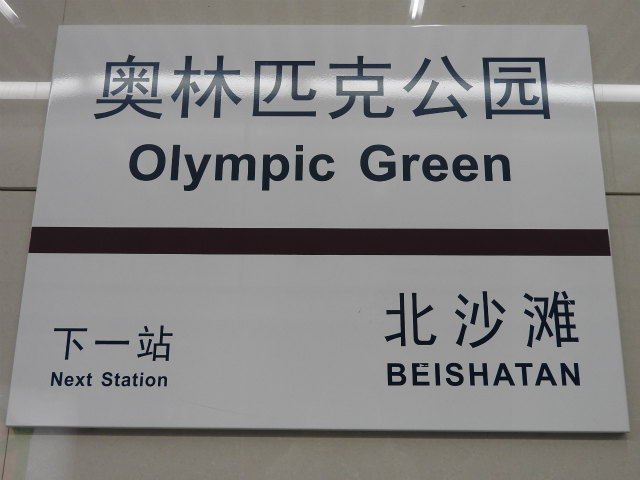 奥林匹克公园
Olympic Green
下一站
Next Station
北沙滩
BEISHATAN